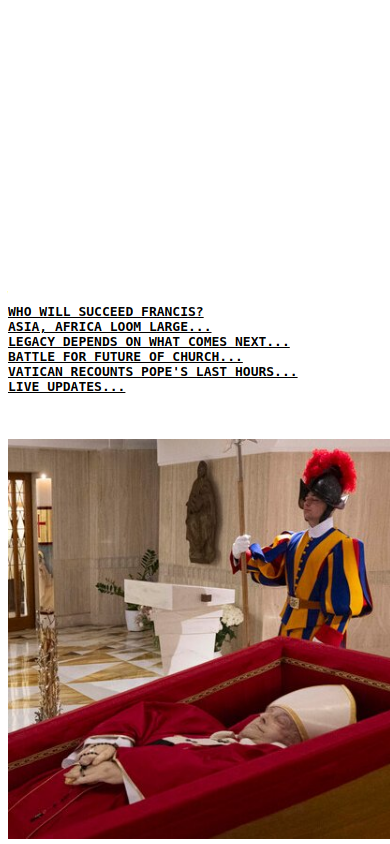 WHO WILL SUCCEED FRANCIS?
ASIA, AFRICA LOOM LARGE...
LEGACY DEPENDS ON WHAT COMES NEXT...
BATTLE FOR FUTURE OF CHURCH...
VATICAN RECOUNTS POPE'S LAST HOURS...
LIVE UPDATES...